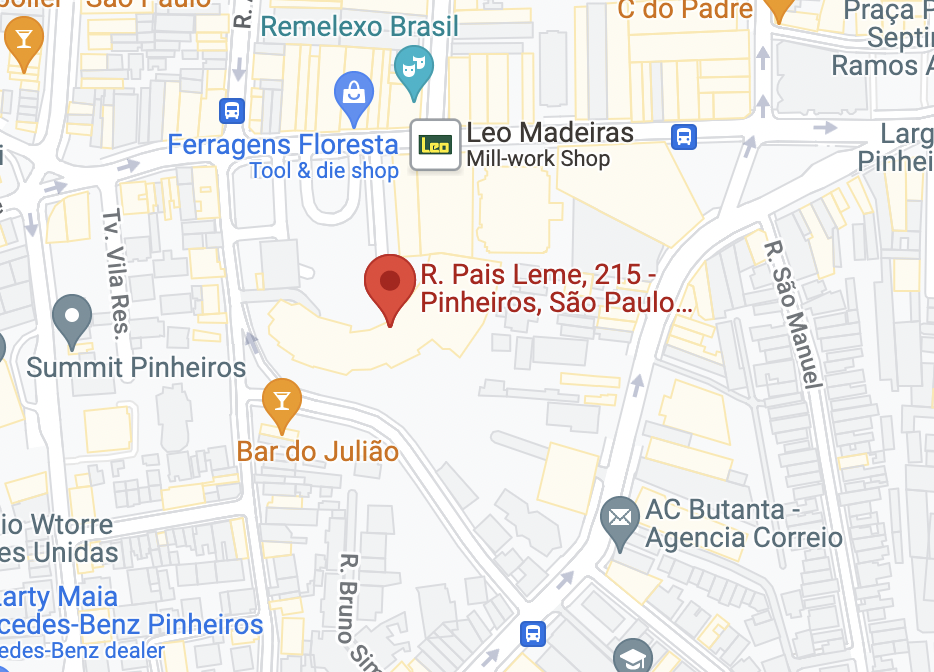 São Paulo
R. A
Remelexo Brasil
C do Padre
Praça P
Septi
Ramos A
Ferragens Floresta
Tool & die shop
Leo
Leo Madeiras
Mill-work Shop
Larg
Pinhei
Tv. Vila Res.
R. Pais Leme, 215 -
Pinheiros, São Paulo...
R. São Manuel
Summit Pinheiros
Bar do Julião
AC Butanta -
Agencia Correio
io Wtorre
es Unidas
R. Bruno Sim
arty Maia
cedes-Benz Pinheiros
edes-Benz dealer